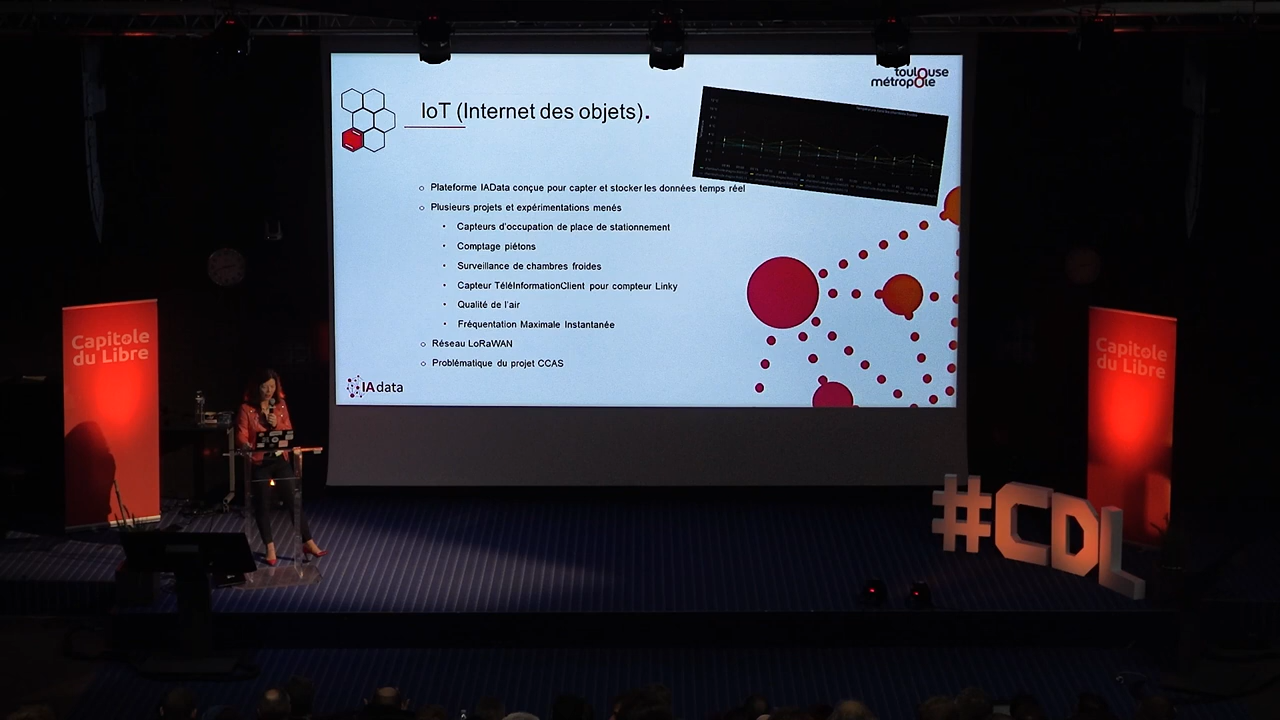 toulouse
métropole
IoT (Internet des objets).
o Plateforme IAData conçue pour capter et stocker les données temps réel
o Plusieurs projets et expérimentations menés
• Capteurs d'occupation de place de stationnement
• Comptage piétons
• Surveillance de chambres froides
• Capteur TéléInformationClient pour compteur Linky
• Qualité de l'air
• Fréquentation Maximale Instantanée
o Réseau LoRaWAN
o Problématique du projet CCAS
IAdata
Capitole
du Libre
Capitole
du Libre
#CDL